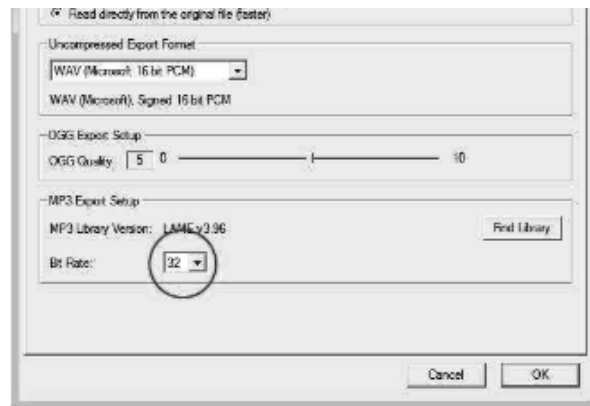 Read directly from the original file (faster)
Uncompressed Export Format
WAV (Microsoft 16 bit PCM)
WAV (Microsoft), Signed 16 bit PCM
OGG Export Setup
OGG Quality: 5 0 10
MP3 Export Setup
MP3 Library Version: LAME v3.96 Find Library
Bit Rate: 32
Cancel OK